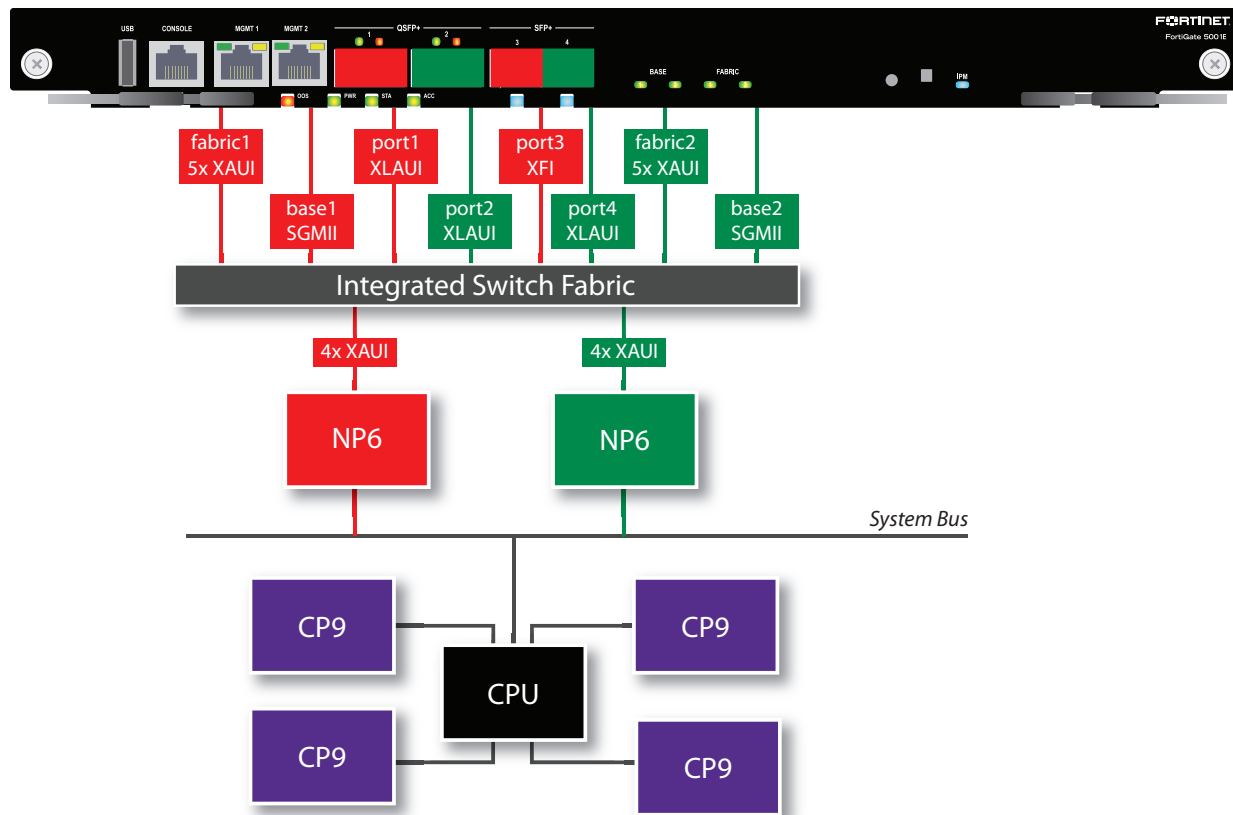 FORTINET
FortiGate 5001E
USB
CONSOLE
MGMT 1
MGMT 2
QSFP+
1
2
SFP+
3
4
BASE
FABRIC
IPM
OOS
PWR
STA
ACC
fabric1
5x XAUI
port1
XLAUI
port3
XFI
fabric2
5x XAUI
base1
SGMII
port2
XLAUI
port4
XLAUI
base2
SGMII
Integrated Switch Fabric
4x XAUI
4x XAUI
NP6
NP6
System Bus
CP9
CP9
CPU
CP9
CP9